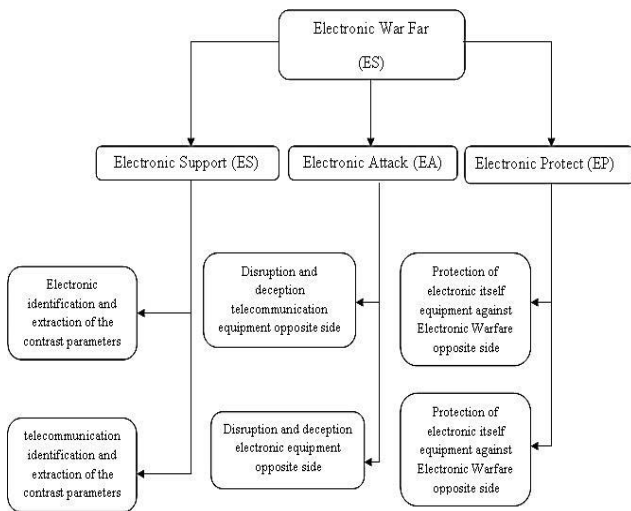 Electronic War Far
(ES)
Electronic Support (ES)
Electronic Attack (EA)
Electronic Protect (EP)
Electronic
identification and
extraction of the
contrast parameters
Disruption and
deception
telecommunication
equipment opposite
side
Protection of
electronic itself
equipment against
Electronic Warfare
opposite side
telecommunication
identification and
extraction of the
contrast parameters
Disruption and deception
electronic equipment
opposite side
Protection of
electronic itself
equipment against
Electronic Warfare
opposite side